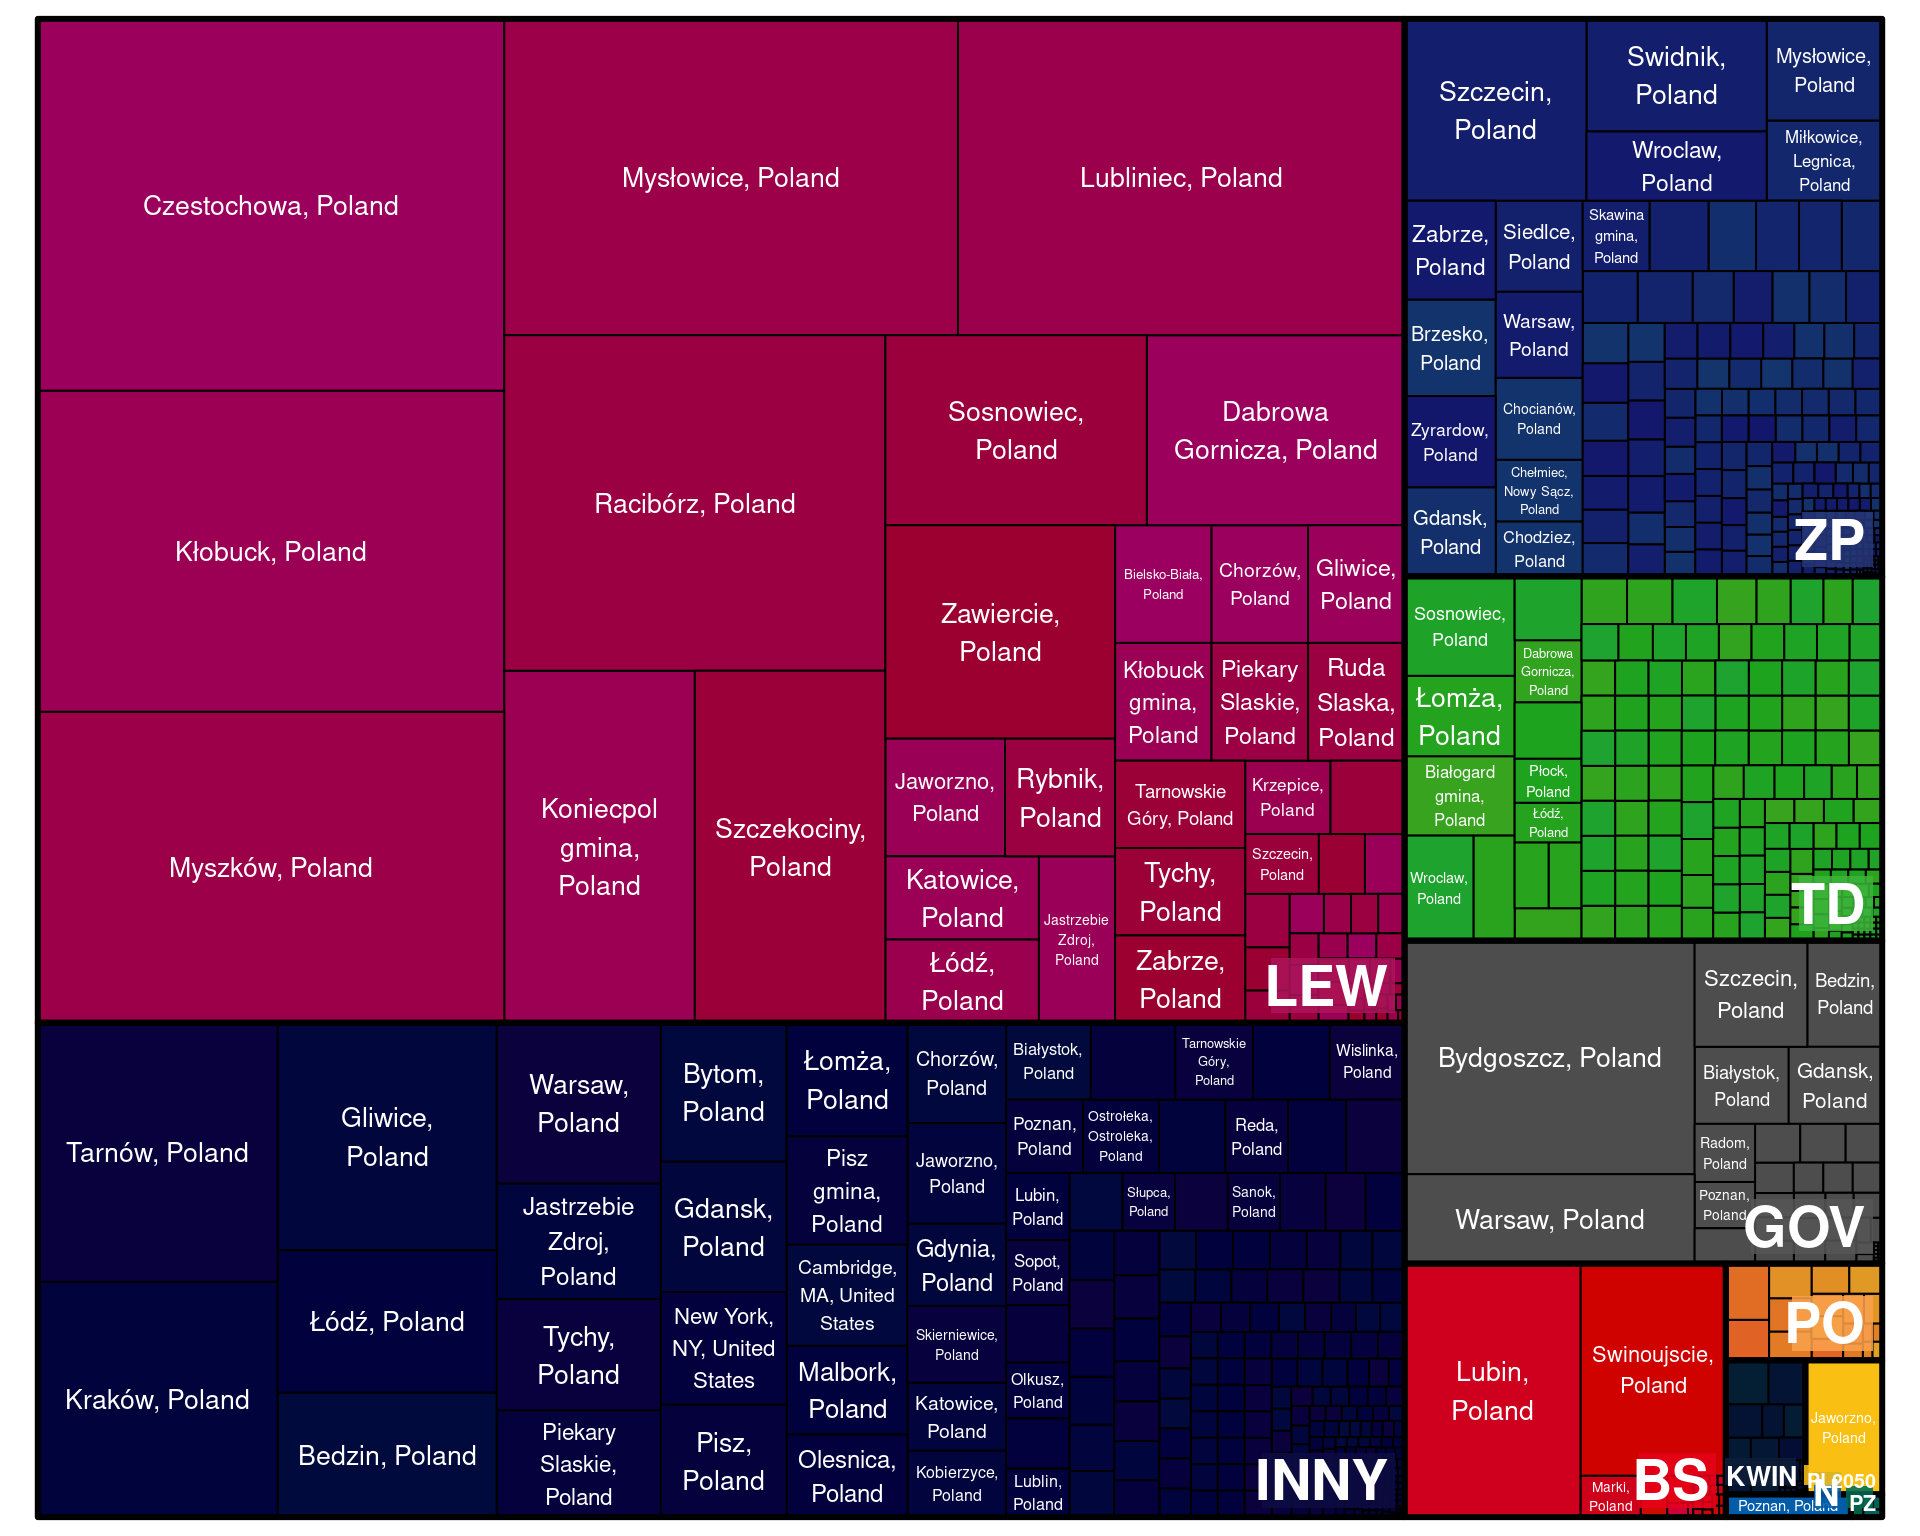 Czestochowa, Poland
Mysłowice, Poland
Lubliniec, Poland
Kłobuck, Poland
Myszków, Poland
Racibórz, Poland
Sosnowiec,
Poland
Dabrowa
Gornicza, Poland
Koniecpol
gmina,
Poland
Szczekociny,
Poland
Zawiercie,
Poland
Bielsko-Biała,
Poland
Chorzów,
Poland
Gliwice,
Poland
Kłobuck
gmina,
Poland
Piekary
Slaskie,
Poland
Ruda
Slaska,
Poland
Jaworzno,
Poland
Rybnik,
Poland
Katowice,
Poland
Łódź,
Poland
Jastrzebie
Zdroj,
Poland
Tarnowskie
Góry, Poland
Tychy,
Poland
Zabrze,
Poland
Krzepice,
Poland
Szczecin,
Poland
LEW
Tarnów, Poland
Kraków, Poland
Gliwice,
Poland
Łódź, Poland
Bedzin, Poland
Warsaw,
Poland
Jastrzebie
Zdroj,
Poland
Tychy,
Poland
Piekary
Slaskie,
Poland
Bytom,
Poland
Gdansk,
Poland
New York,
NY, United
States
Pisz,
Poland
Łomża,
Poland
Pisz
gmina,
Poland
Cambridge,
MA, United
States
Malbork,
Poland
Olesnica,
Poland
Chorzów,
Poland
Jaworzno,
Poland
Gdynia,
Poland
Skierniewice,
Poland
Katowice,
Poland
Kobierzyce,
Poland
Białystok,
Poland
Tarnowskie
Góry,
Poland
Wislinka,
Poland
Poznan,
Poland
Ostrołeka,
Ostroleka,
Poland
Reda,
Poland
Lubin,
Poland
Słupca,
Poland
Sanok,
Poland
Sopot,
Poland
Olkusz,
Poland
Lublin,
Poland
INNY
Szczecin,
Poland
Swidnik,
Poland
Mysłowice,
Poland
Wroclaw,
Poland
Miłkowice,
Legnica,
Poland
Zabrze,
Poland
Siedlce,
Poland
Skawina
gmina,
Poland
Brzesko,
Poland
Warsaw,
Poland
Zyrardow,
Poland
Chocianów,
Poland
Chełmiec,
Nowy Sącz,
Poland
Gdansk,
Poland
Chodziez,
Poland
ZP
Sosnowiec,
Poland
Dabrowa
Gornicza,
Poland
Łomża,
Poland
Białogard
gmina,
Poland
Płock,
Poland
Łódź,
Poland
Wroclaw,
Poland
TD
Bydgoszcz, Poland
Warsaw, Poland
Szczecin,
Poland
Bedzin,
Poland
Białystok,
Poland
Gdansk,
Poland
Radom,
Poland
Poznan,
Poland
GOV
Lubin,
Poland
Swinoujscie,
Poland
Marki,
Poland
BS
PO
KWIN
Jaworzno,
Poland
PL2050
N
Poznan, Poland
PZ